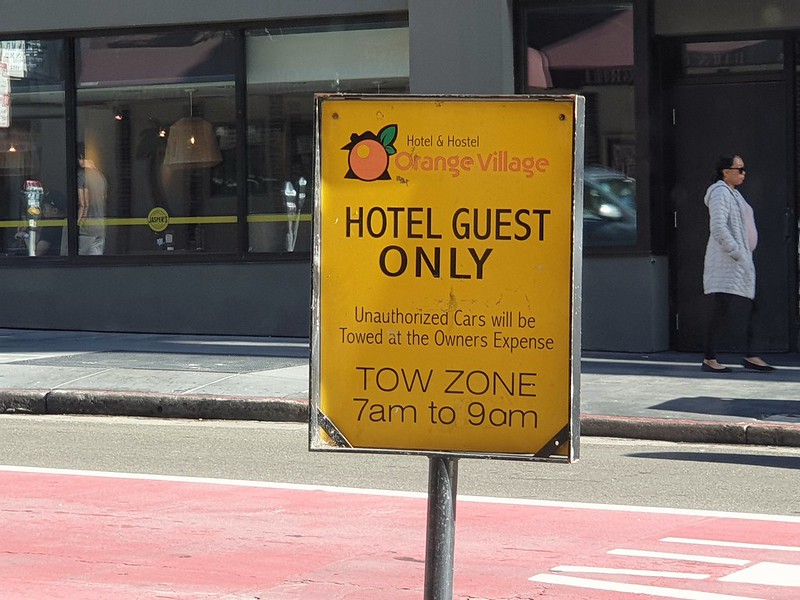 Hotel & Hostel
Orange Village
HOTEL GUEST
ONLY
Unauthorized Cars will be
Towed at the Owners Expense
TOW ZONE
7am to 9am
JASPER'S